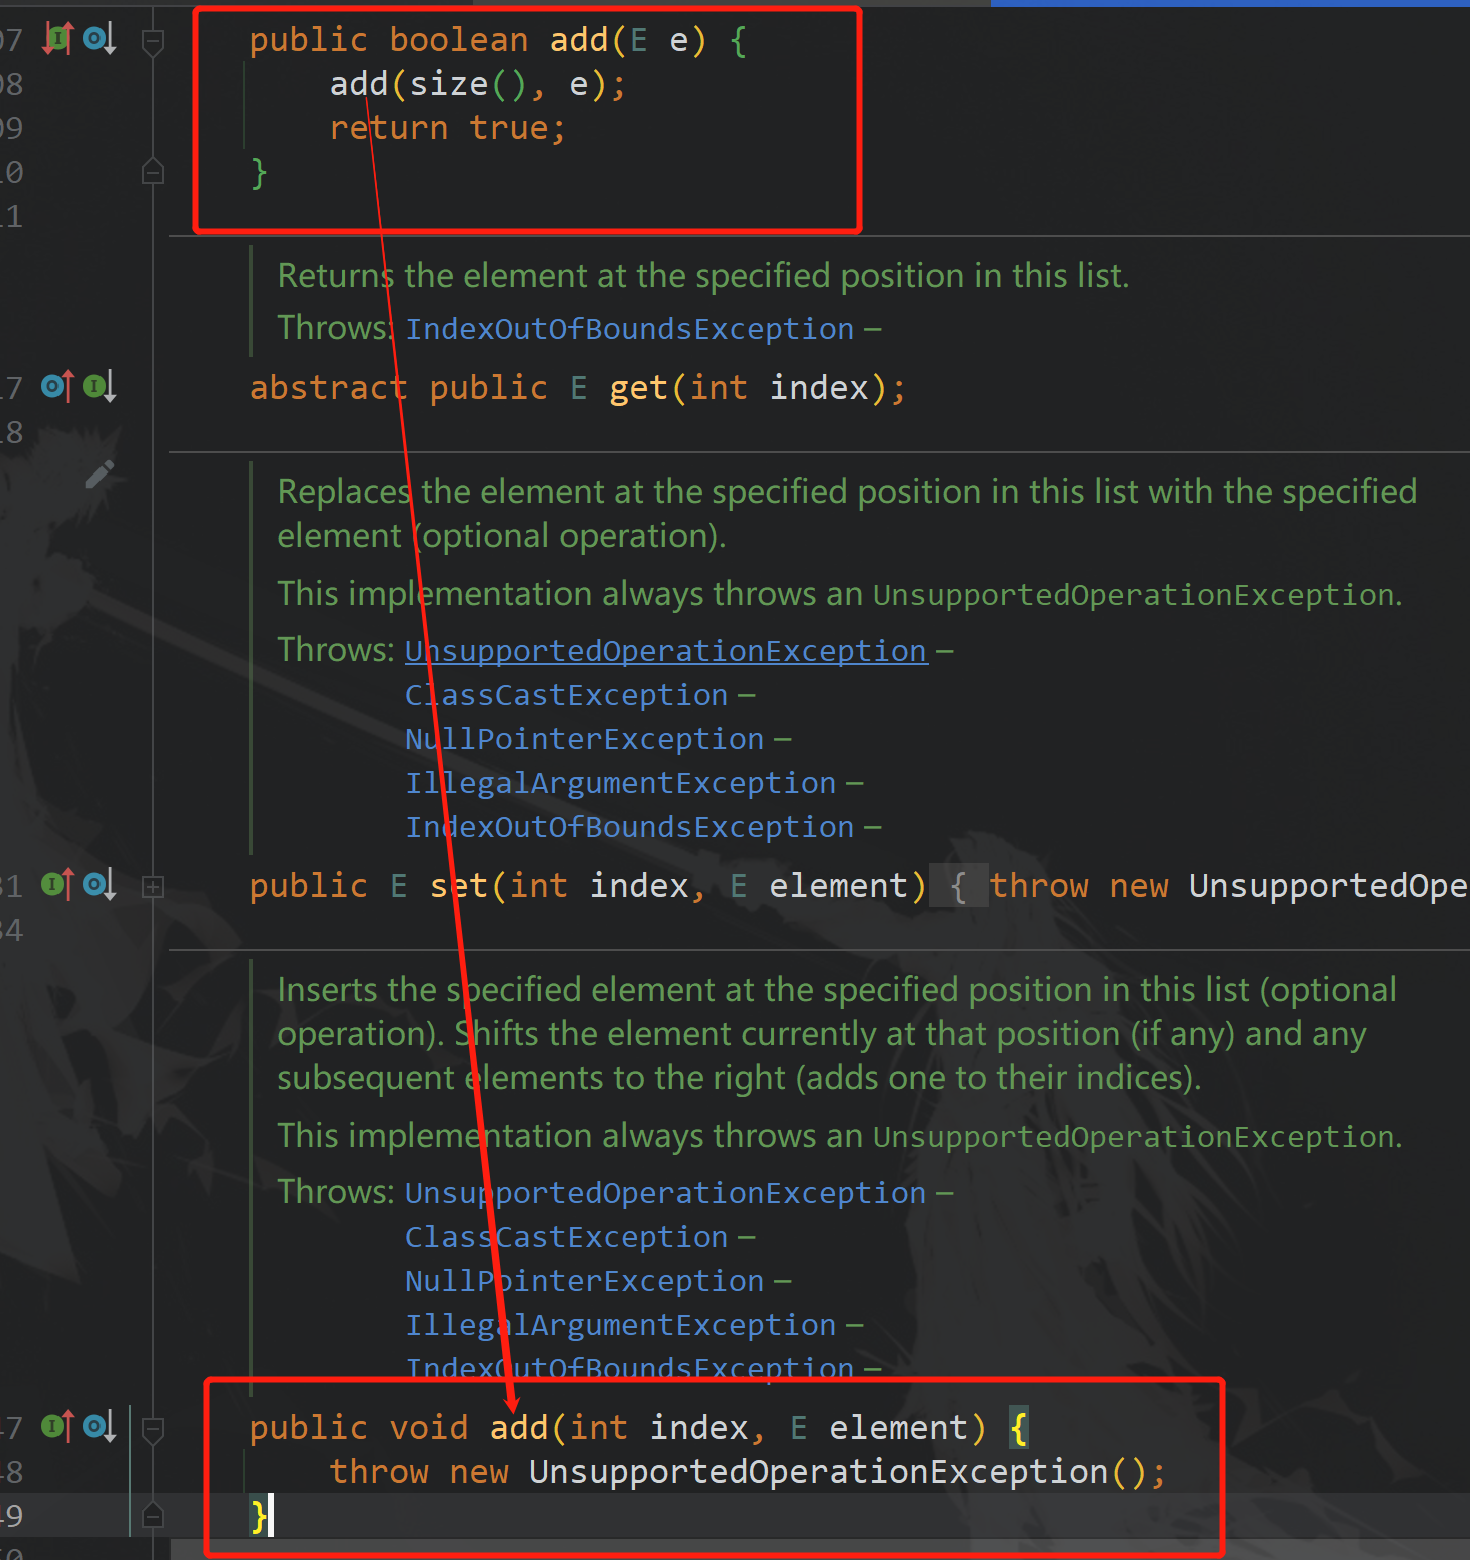 07 public boolean add(E e) {
08 add(size(), e);
09 return true;
10 }
11
Returns the element at the specified position in this list.
Throws: IndexOutOfBoundsException –
17 abstract public E get(int index);
18
Replaces the element at the specified position in this list with the specified
element (optional operation).
This implementation always throws an UnsupportedOperationException.
Throws: UnsupportedOperationException –
ClassCastException –
NullPointerException –
IllegalArgumentException –
IndexOutOfBoundsException –
31 public E set(int index, E element) { throw new UnsupportedOpe
34
Inserts the specified element at the specified position in this list (optional
operation). Shifts the element currently at that position (if any) and any
subsequent elements to the right (adds one to their indices).
This implementation always throws an UnsupportedOperationException.
Throws: UnsupportedOperationException –
ClassCastException –
NullPointerException –
IllegalArgumentException –
IndexOutOfBoundsException –
47 public void add(int index, E element) {
48 throw new UnsupportedOperationException();
49 }
50